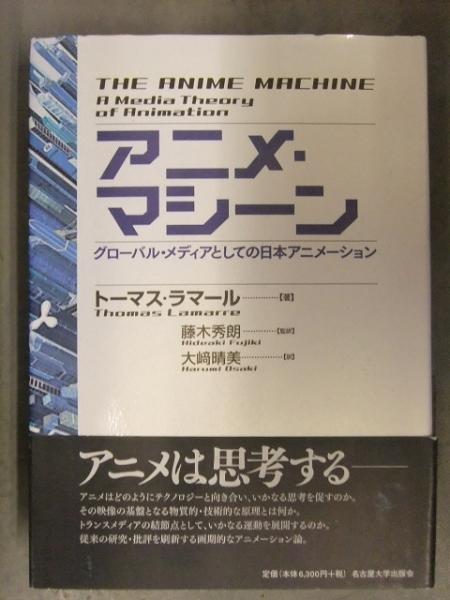 THE ANIME MACHINE
A Media Theory
of Animation
アニメ・
マシーン
グローバル・メディアとしての日本アニメーション
トーマス・ラマール…………【著】
Thomas Lamarre
藤木秀朗…………【監訳】
Hideaki Fujiki
大﨑晴美…………【訳】
Harumi Osaki
アニメは思考する――
アニメはどのようにテクノロジーと向き合い、いかなる思考を促すのか。
その映像の基盤となる物質的・技術的な原理とは何か。
トランスメディアの結節点として、いかなる運動を展開するのか。
従来の研究・批評を刷新する画期的なアニメーション論。
定価(本体6,300円+税) 名古屋大学出版会